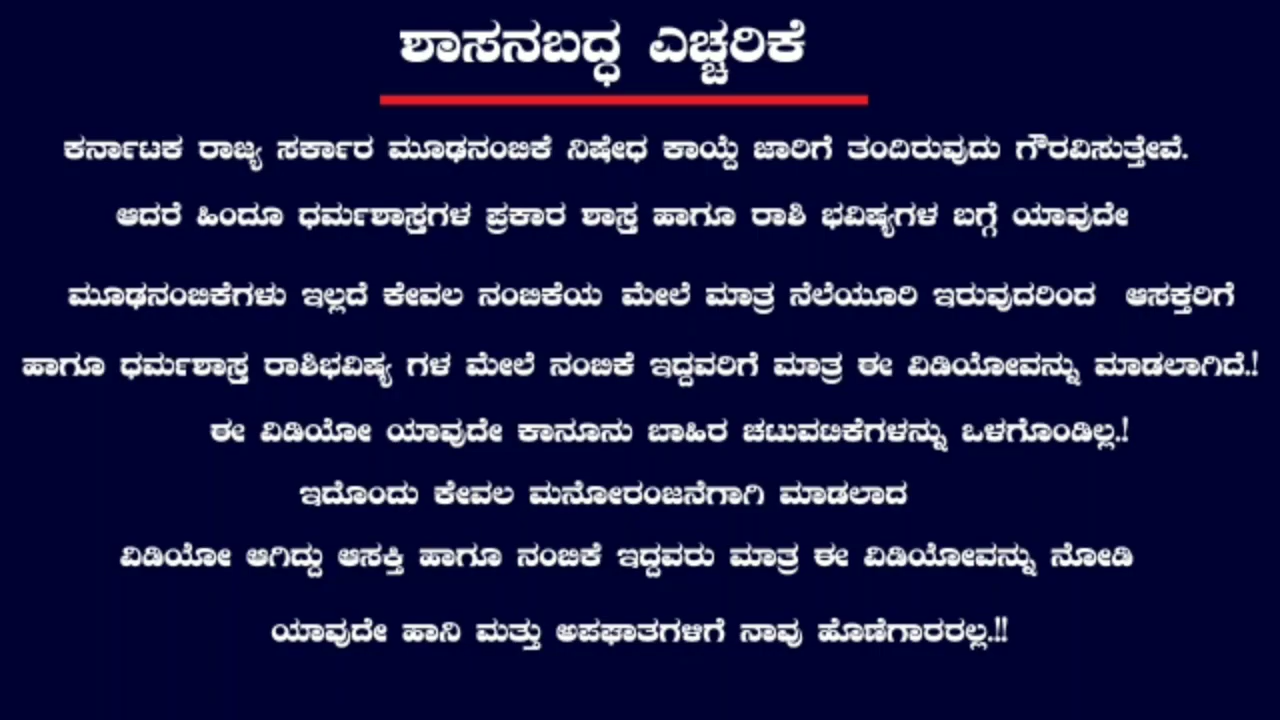 ಶಾಸನಬದ್ಧ ಎಚ್ಚರಿಕೆ
ಕರ್ನಾಟಕ ರಾಜ್ಯ ಸರ್ಕಾರ ಮೂಢನಂಬಿಕೆ ನಿಷೇಧ ಕಾಯ್ದೆ ಜಾರಿಗೆ ತಂದಿರುವುದು ಗೌರವಿಸುತ್ತೇವೆ.
ಆದರೆ ಹಿಂದೂ ಧರ್ಮಶಾಸ್ತ್ರಗಳ ಪ್ರಕಾರ ಶಾಸ್ತ್ರ ಹಾಗೂ ರಾಶಿ ಭವಿಷ್ಯಗಳ ಬಗ್ಗೆ ಯಾವುದೇ
ಮೂಢನಂಬಿಕೆಗಳು ಇಲ್ಲದೆ ಕೇವಲ ನಂಬಿಕೆಯ ಮೇಲೆ ಮಾತ್ರ ನೆಲೆಯೂರಿ ಇರುವುದರಿಂದ ಆಸಕ್ತರಿಗೆ
ಹಾಗೂ ಧರ್ಮಶಾಸ್ತ್ರ ರಾಶಿಭವಿಷ್ಯ ಗಳ ಮೇಲೆ ನಂಬಿಕೆ ಇದ್ದವರಿಗೆ ಮಾತ್ರ ಈ ವಿಡಿಯೋವನ್ನು ಮಾಡಲಾಗಿದೆ.!
ಈ ವಿಡಿಯೋ ಯಾವುದೇ ಕಾನೂನು ಬಾಹಿರ ಚಟುವಟಿಕೆಗಳನ್ನು ಒಳಗೊಂಡಿಲ್ಲ.!
ಇದೊಂದು ಕೇವಲ ಮನೋರಂಜನೆಗಾಗಿ ಮಾಡಲಾದ
ವಿಡಿಯೋ ಆಗಿದ್ದು ಆಸಕ್ತಿ ಹಾಗೂ ನಂಬಿಕೆ ಇದ್ದವರು ಮಾತ್ರ ಈ ವಿಡಿಯೋವನ್ನು ನೋಡಿ
ಯಾವುದೇ ಹಾನಿ ಮತ್ತು ಅಪಘಾತಗಳಿಗೆ ನಾವು ಹೊಣೆಗಾರರಲ್ಲ.!!